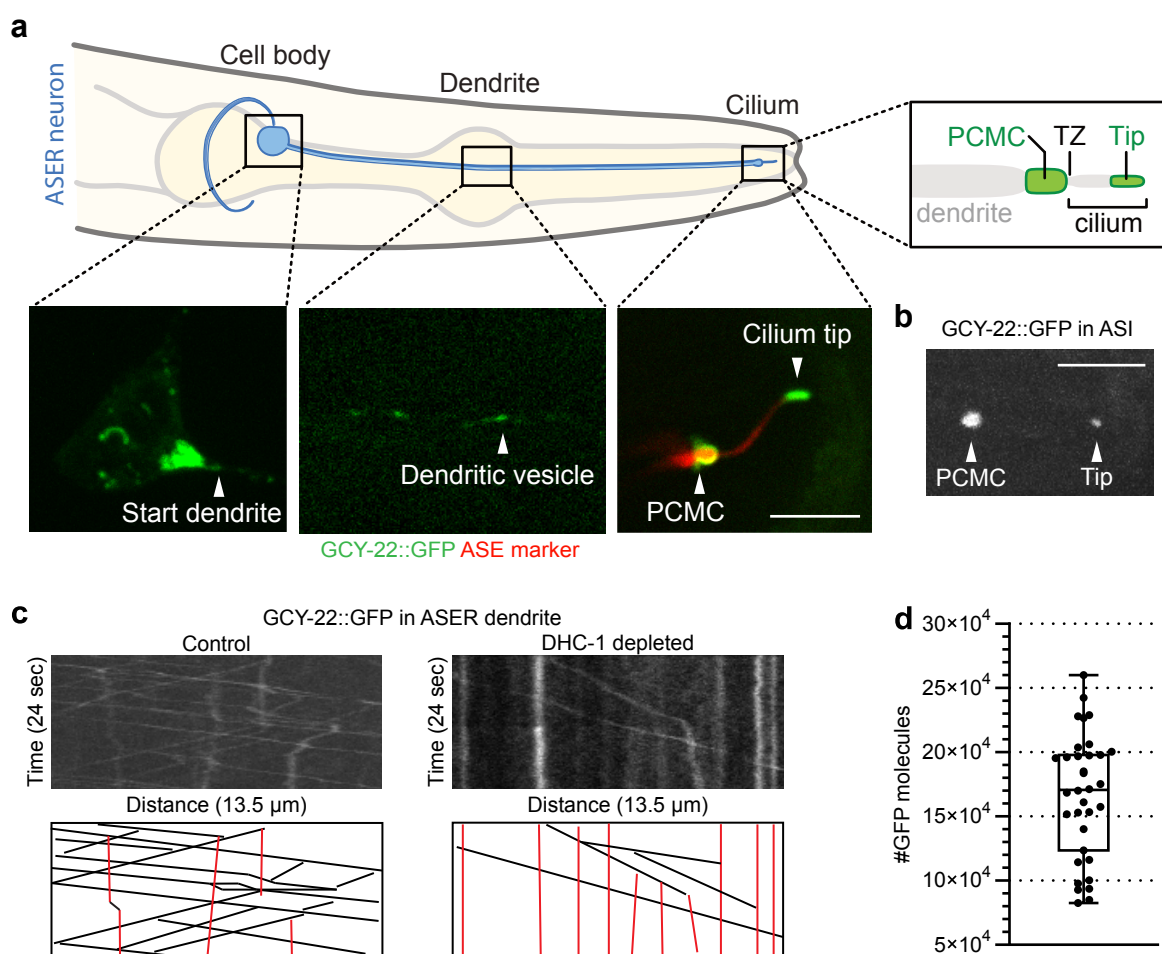 a
Cell body
Dendrite
Cilium
ASER neuron
PCMC TZ Tip
dendrite
cilium
Start dendrite
Dendritic vesicle
Cilium tip
PCMC
GCY-22::GFP ASE marker
b
GCY-22::GFP in ASI
PCMC
Tip
c
GCY-22::GFP in ASER dendrite
Control
DHC-1 depleted
Time (24 sec)
Time (24 sec)
Distance (13.5 µm)
Distance (13.5 µm)
d
#GFP molecules
30×10⁴
25×10⁴
20×10⁴
15×10⁴
10×10⁴
5×10⁴